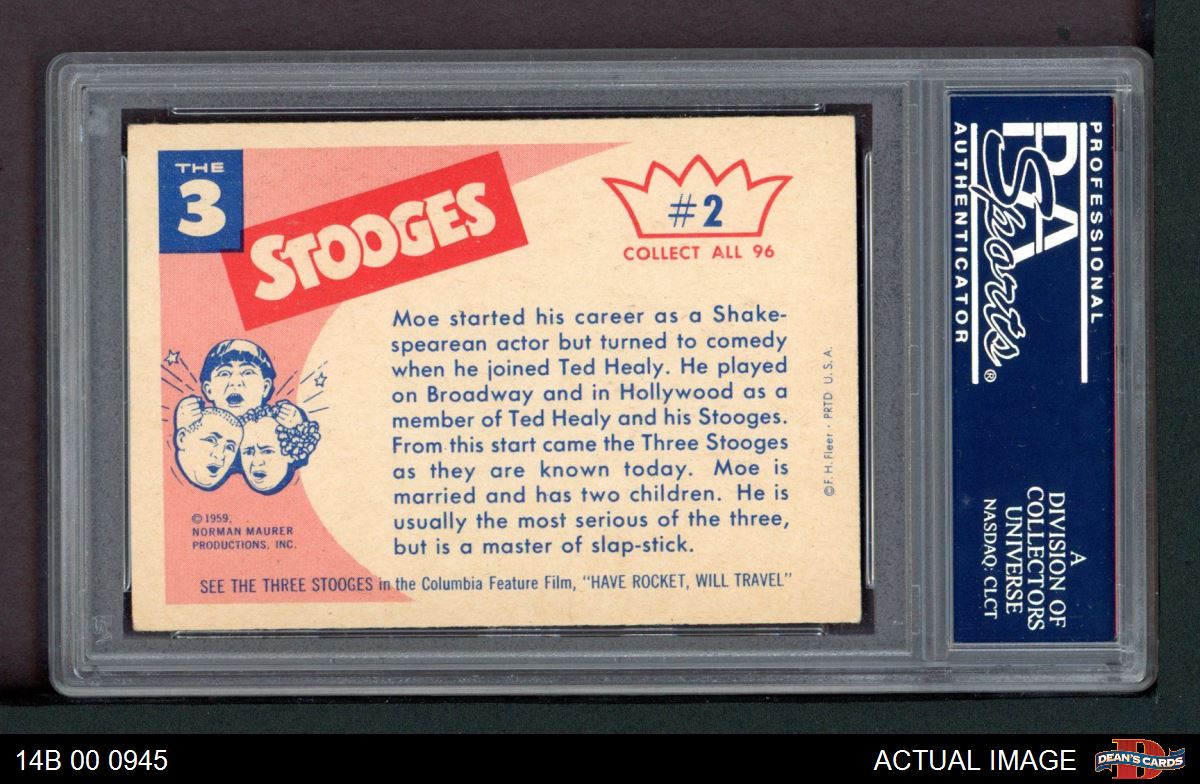 THE
3
STOOGES
#2
COLLECT ALL 96
Moe started his career as a Shake-
spearean actor but turned to comedy
when he joined Ted Healy. He played
on Broadway and in Hollywood as a
member of Ted Healy and his Stooges.
From this start came the Three Stooges
as they are known today. Moe is
married and has two children. He is
usually the most serious of the three,
but is a master of slap-stick.
© 1959,
NORMAN MAURER
PRODUCTIONS, INC.
SEE THE THREE STOOGES in the Columbia Feature Film, "HAVE ROCKET, WILL TRAVEL"
© F. H. Fleer · PRTD U. S. A.
PROFESSIONAL
PSA
Sports®
AUTHENTICATOR
A
DIVISION OF
COLLECTORS
UNIVERSE
NASDAQ: CLCT
14B 00 0945
ACTUAL IMAGE
D
DEAN'S CARDS